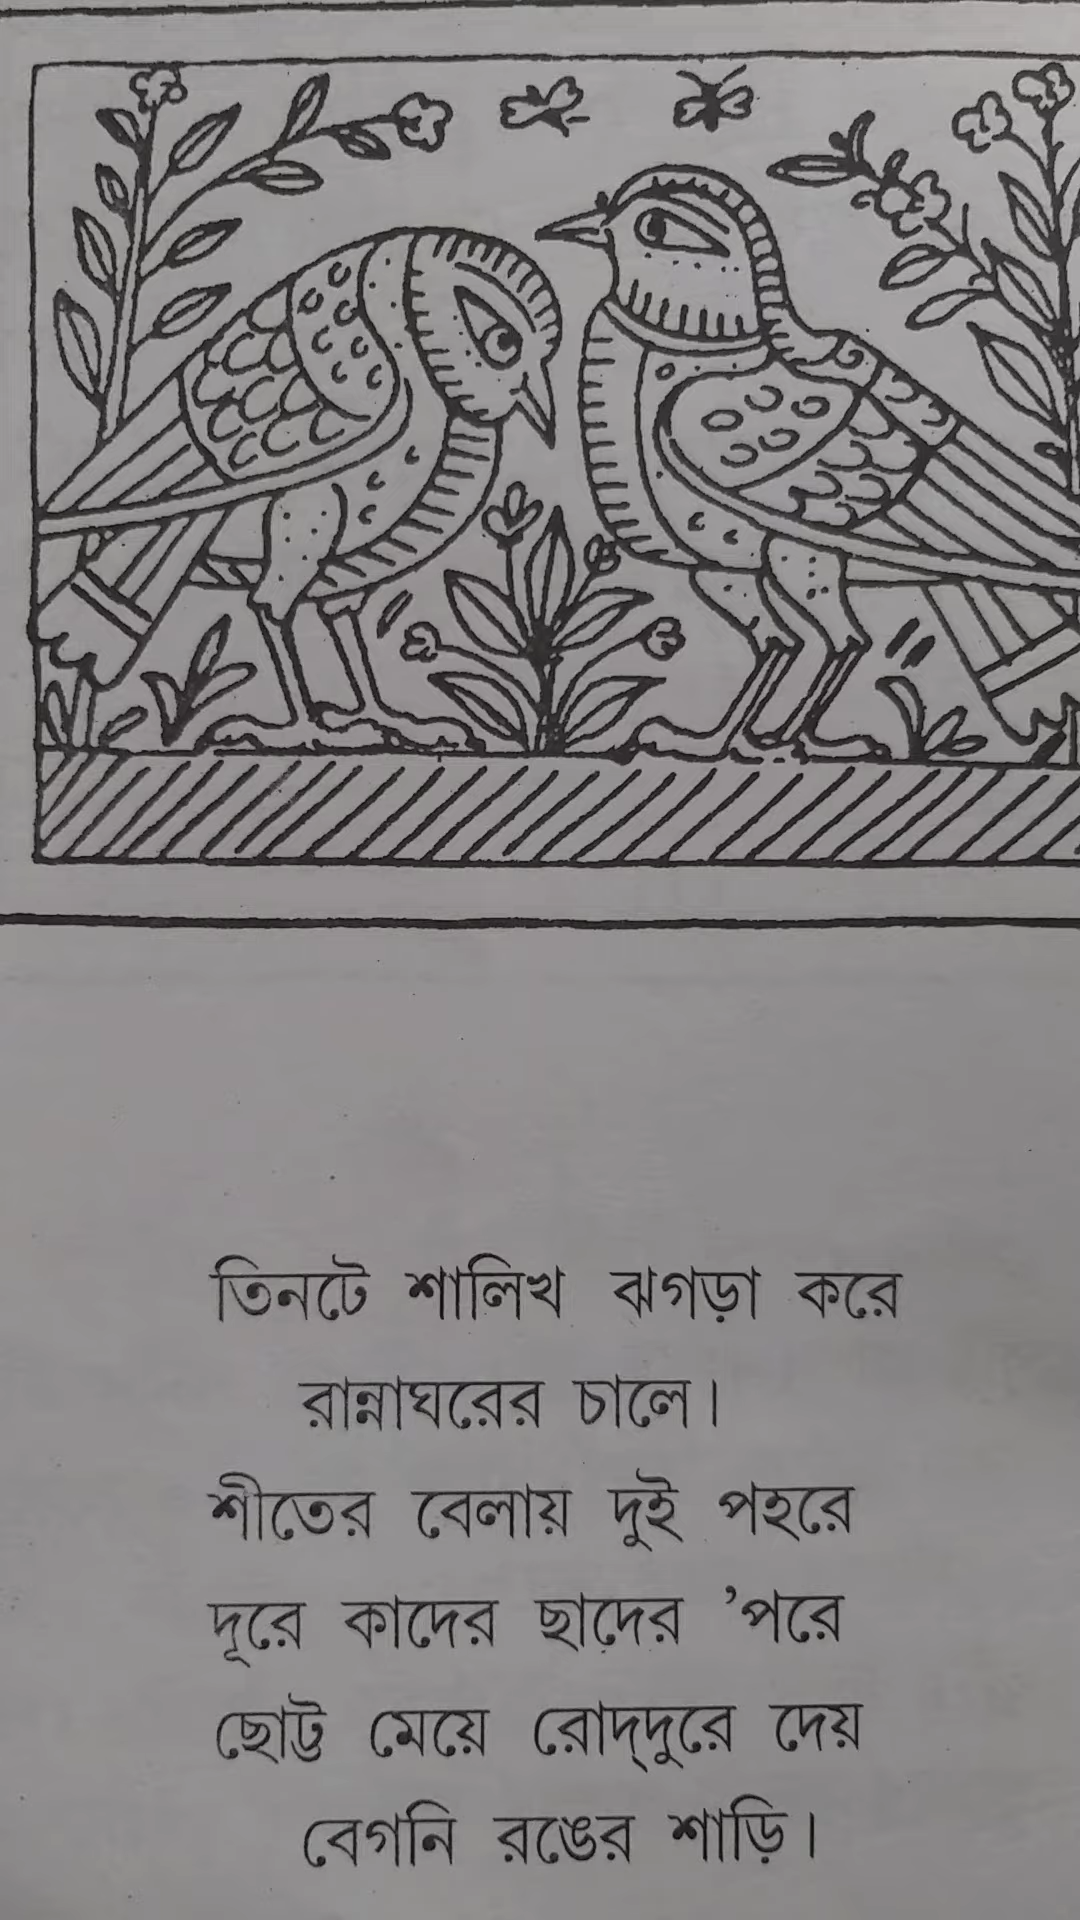 তিনটে শালিখ ঝগড়া করে
রান্নাঘরের চালে।
শীতের বেলায় দুই পহরে
দূরে কাদের ছাদের ’পরে
ছোট্ট মেয়ে রোদ্‌দুরে দেয়
বেগনি রঙের শাড়ি।